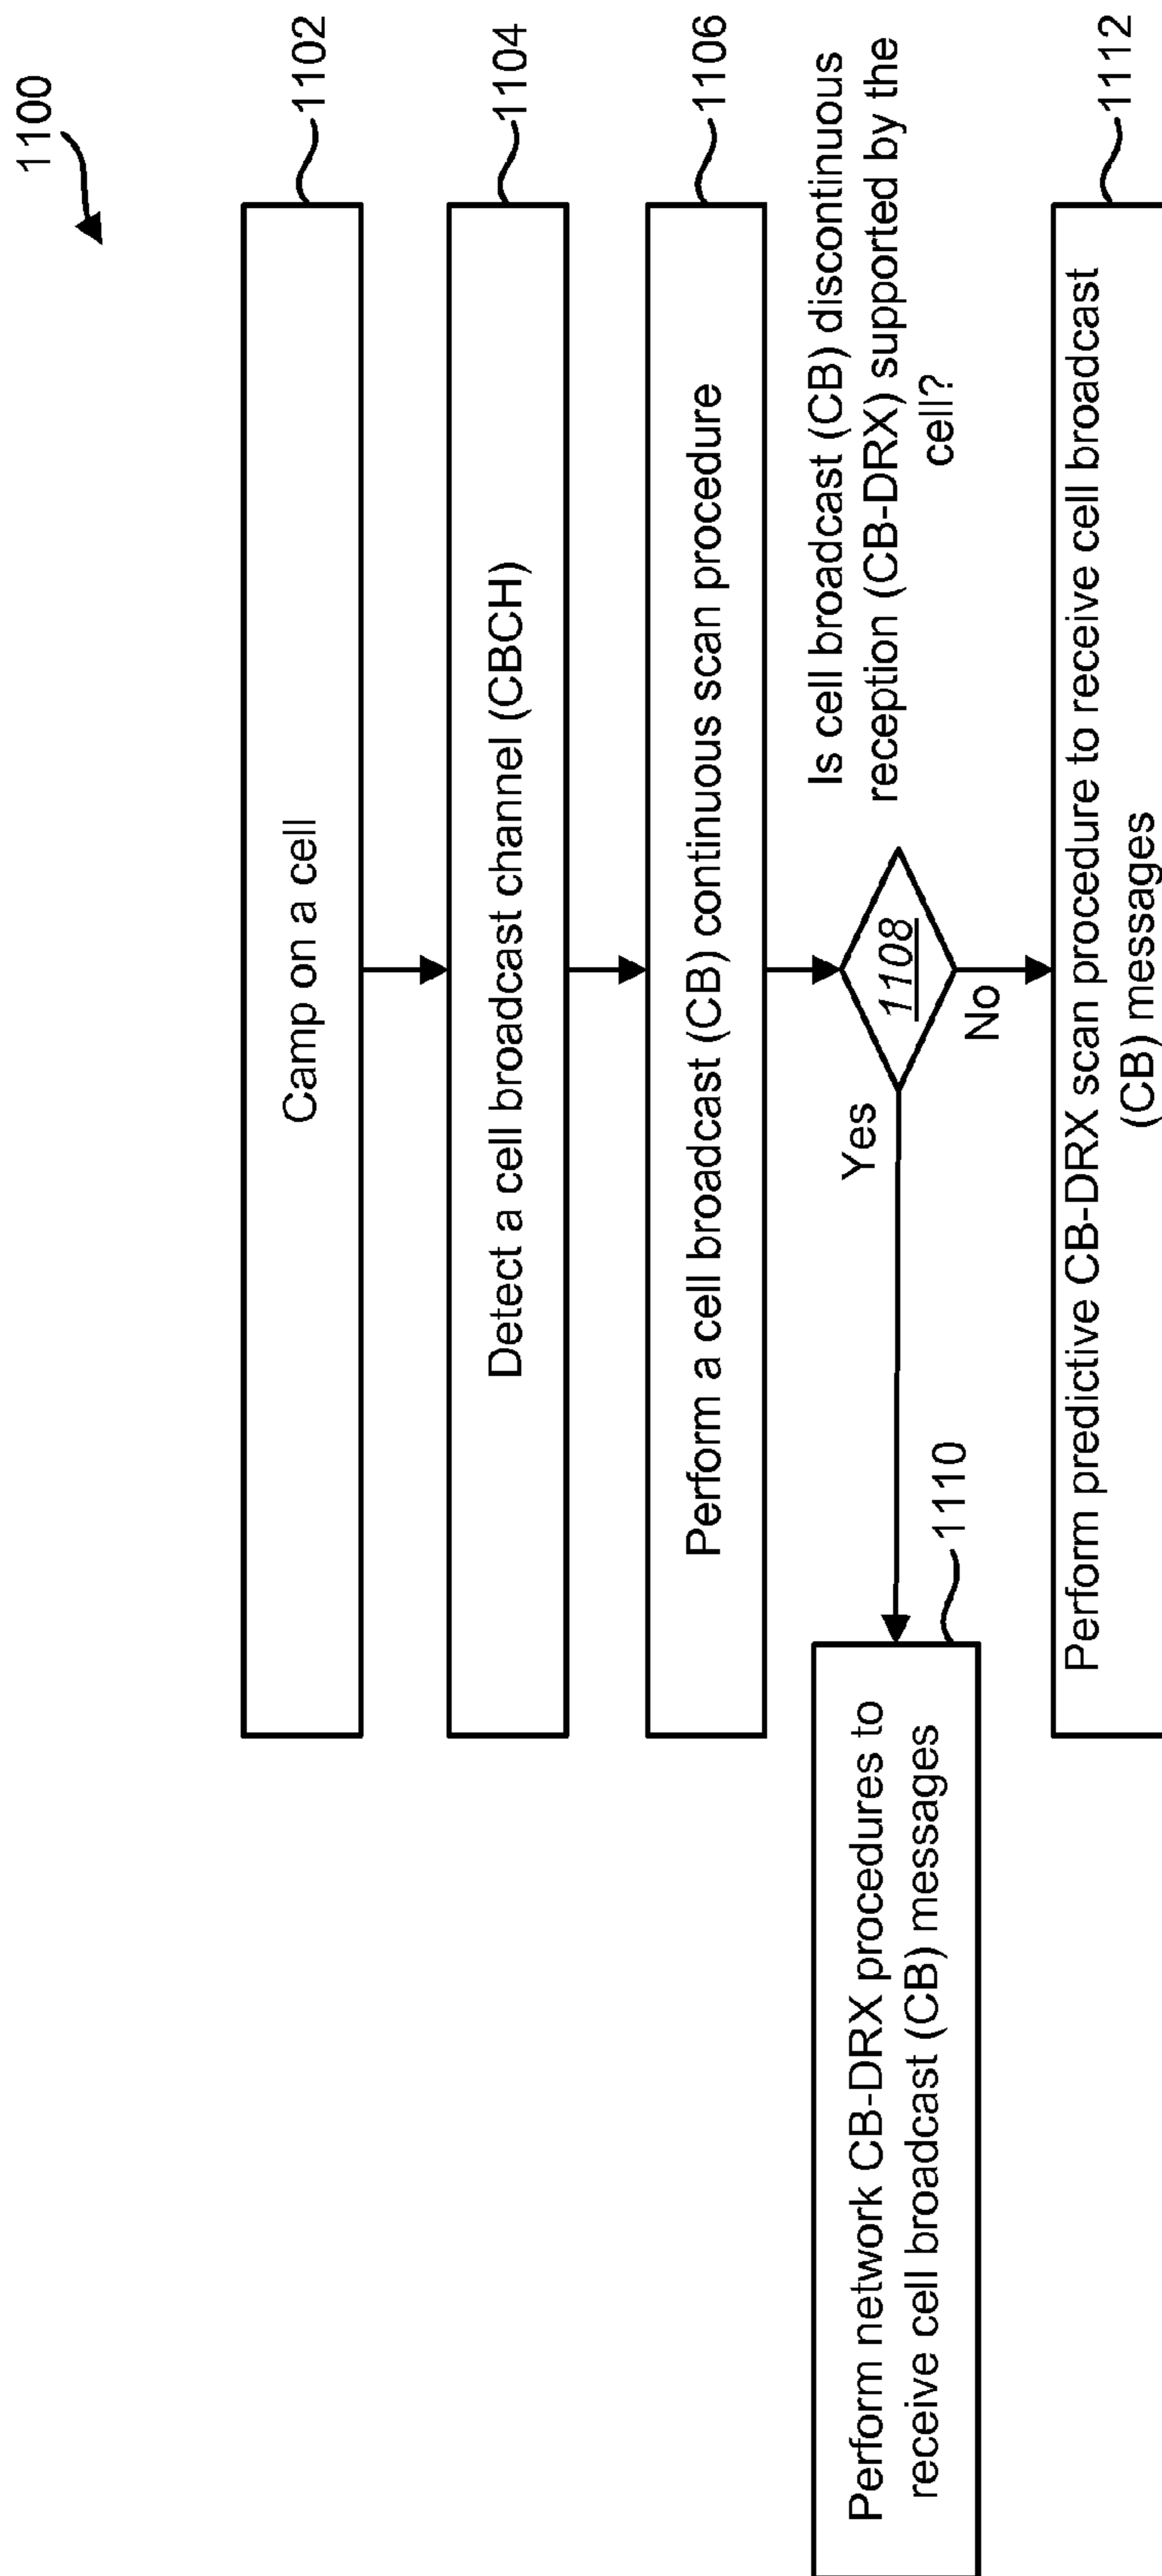 1100
Camp on a cell
1102
Detect a cell broadcast channel (CBCH)
1104
Perform a cell broadcast (CB) continuous scan procedure
1106
Is cell broadcast (CB) discontinuous
reception (CB-DRX) supported by the
cell?
1108
Yes
No
Perform network CB-DRX procedures to
receive cell broadcast (CB) messages
1110
Perform predictive CB-DRX scan procedure to receive cell broadcast
(CB) messages
1112